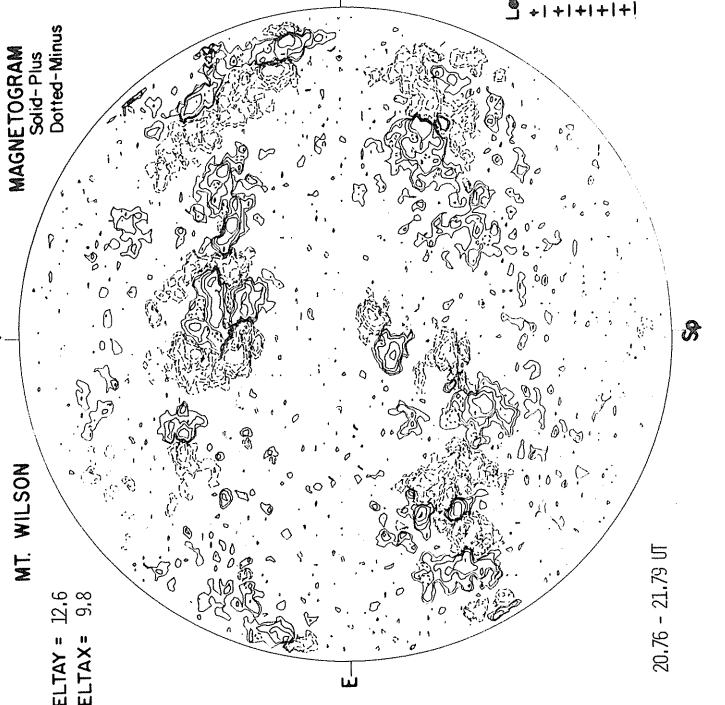 MAGNETOGRAM
Solid-Plus
Dotted-Minus
MT. WILSON
ELTAY = 12.6
ELTAX = 9.8
E
Sp
20.76 - 21.79 UT